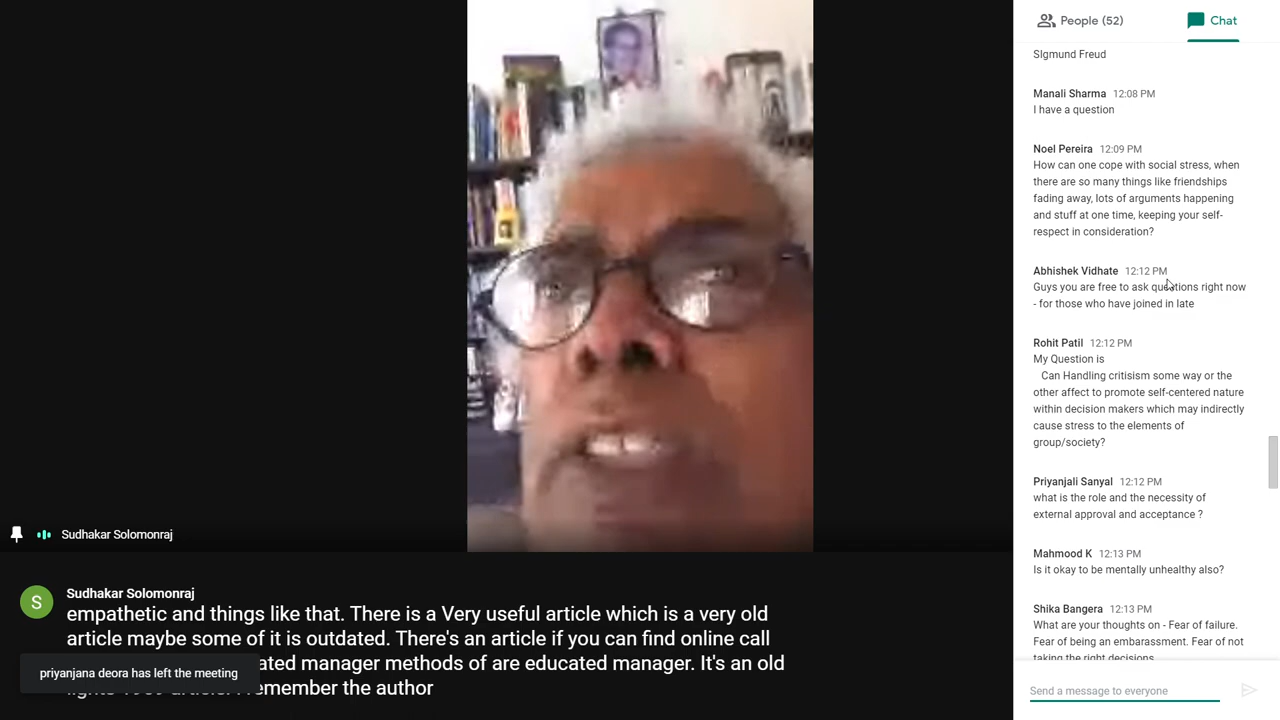 People (52)
Chat
SIgmund Freud
Manali Sharma 12:08 PM
I have a question
Noel Pereira 12:09 PM
How can one cope with social stress, when
there are so many things like friendships
fading away, lots of arguments happening
and stuff at one time, keeping your self-
respect in consideration?
Abhishek Vidhate 12:12 PM
Guys you are free to ask questions right now
- for those who have joined in late
Rohit Patil 12:12 PM
My Question is
Can Handling critisism some way or the
other affect to promote self-centered nature
within decision makers which may indirectly
cause stress to the elements of
group/society?
Priyanjali Sanyal 12:12 PM
what is the role and the necessity of
external approval and acceptance ?
Mahmood K 12:13 PM
Is it okay to be mentally unhealthy also?
Shika Bangera 12:13 PM
What are your thoughts on - Fear of failure.
Fear of being an embarassment. Fear of not
taking the right decisions
Send a message to everyone
Sudhakar Solomonraj
S
Sudhakar Solomonraj
empathetic and things like that. There is a Very useful article which is a very old
article maybe some of it is outdated. There's an article if you can find online call
ated manager methods of are educated manager. It's an old
priyanjana deora has left the meeting
article. I remember the author